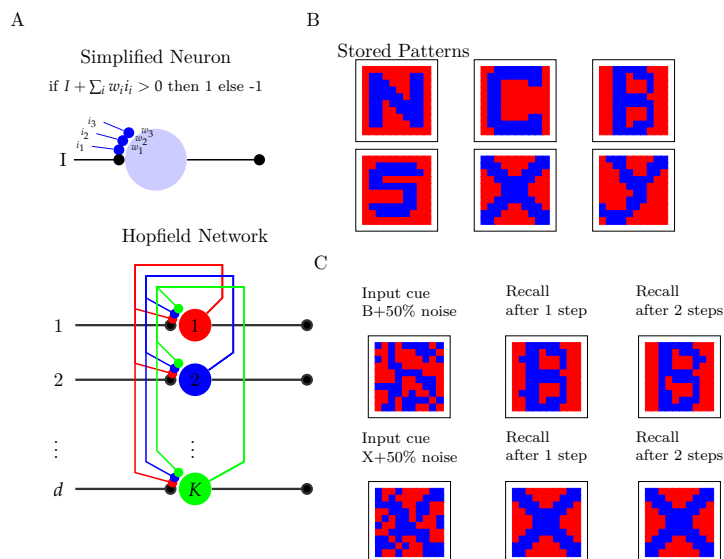 A
Simplified Neuron
if I + ∑ᵢ wᵢiᵢ > 0 then 1 else -1
i₃
i₂
i₁
w₃
w₂
w₁
I
Hopfield Network
1
1
2
2
⋮
⋮
d
K
B
Stored Patterns
N C B
S X y
C
Input cue
B+50% noise
Recall
after 1 step
Recall
after 2 steps
B B
Input cue
X+50% noise
Recall
after 1 step
Recall
after 2 steps
X X